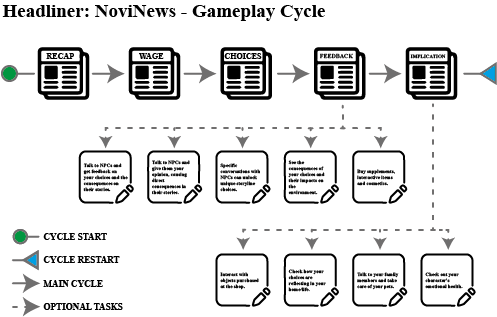 Headliner: NoviNews - Gameplay Cycle
RECAP
WAGE
CHOICES
FEEDBACK
IMPLICATION
Talk to NPCs and
get feedback on
your choices and the
consequences on
their stories.
Talk to NPCs and
give them your
opinion, causing
direct
consequences in
their stories.
Specific
conversations with
NPCs can unlock
unique storyline
choices.
See the
consequences of
your choices and
their impacts on
the
environment.
Buy supplements,
interactive items
and cosmetics.
Interact with
objects purchased
at the shop.
Check how your
choices are
reflecting in your
home/life.
Talk to your family
members and take
care of your pets.
Check out your
character's
emotional health.
CYCLE START
CYCLE RESTART
MAIN CYCLE
OPTIONAL TASKS